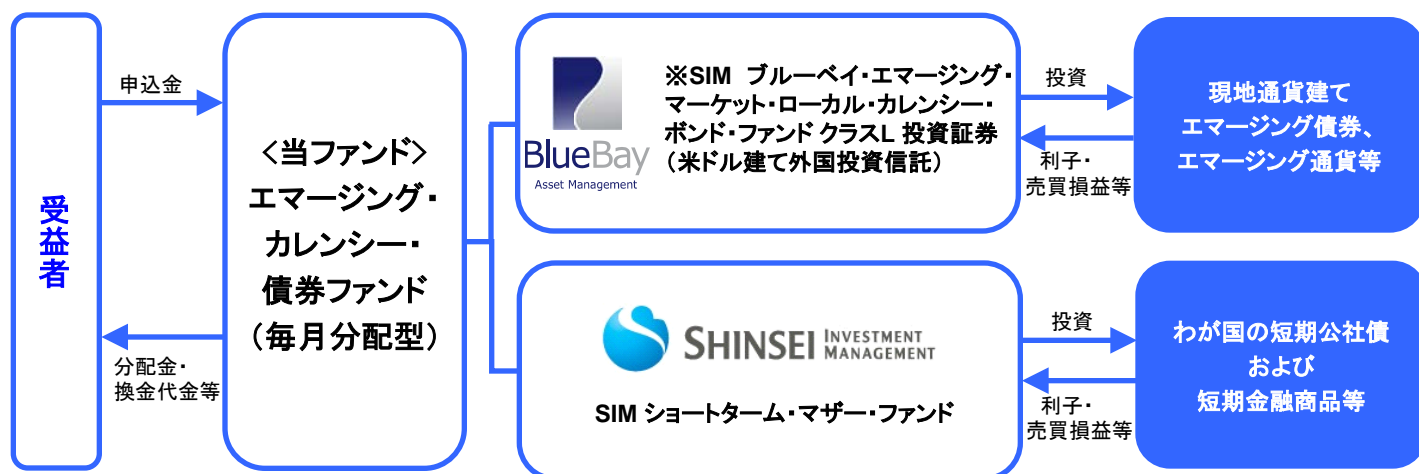 受益者
申込金
分配金・
換金代金等
<当ファンド>
エマージング・
カレンシー・
債券ファンド
(毎月分配型)
BlueBay
Asset Management
※SIM ブルーベイ・エマージング・
マーケット・ローカル・カレンシー・
ボンド・ファンド クラスL 投資証券
(米ドル建て外国投資信託)
投資
利子・
売買損益等
現地通貨建て
エマージング債券、
エマージング通貨等
SHINSEI INVESTMENT
MANAGEMENT
SIM ショートターム・マザー・ファンド
投資
利子・
売買損益等
わが国の短期公社債
および
短期金融商品等